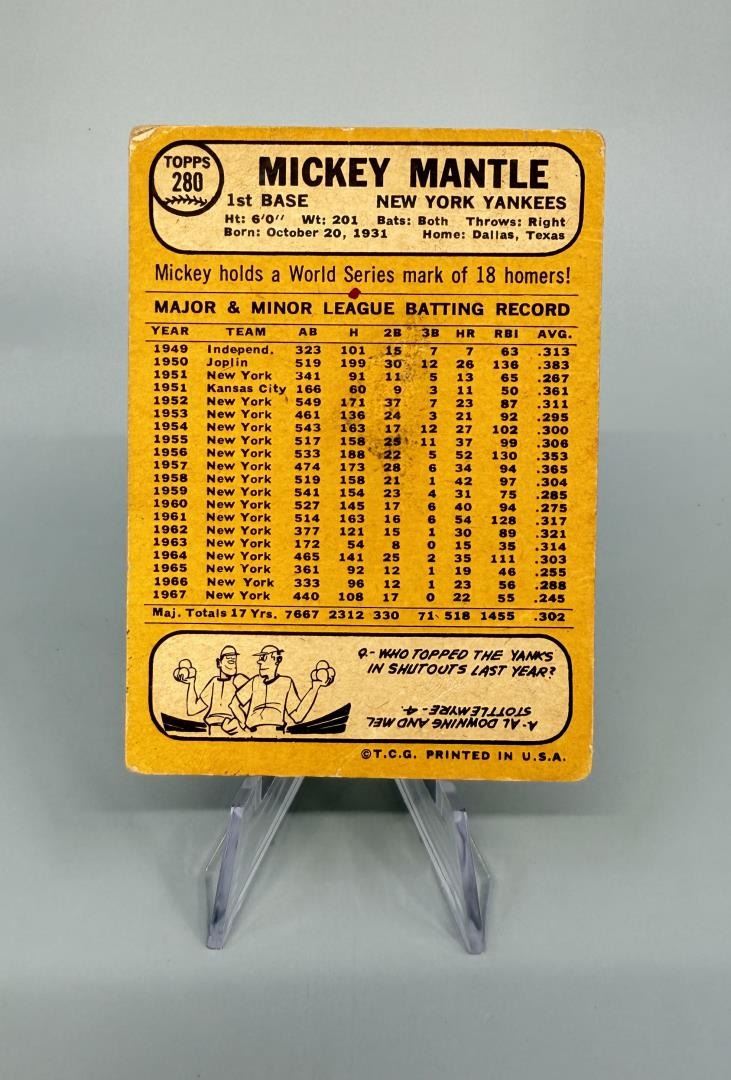 TOPPS
280
MICKEY MANTLE
1st BASE NEW YORK YANKEES
Ht: 6'0" Wt: 201 Bats: Both Throws: Right
Born: October 20, 1931 Home: Dallas, Texas
Mickey holds a World Series mark of 18 homers!
MAJOR & MINOR LEAGUE BATTING RECORD
YEAR TEAM AB H 2B 3B HR RBI AVG.
1949 Independ. 323 101 15 7 7 63 .313
1950 Joplin 519 199 30 12 26 136 .383
1951 New York 341 91 11 5 13 65 .267
1951 Kansas City 166 60 9 3 11 50 .361
1952 New York 549 171 37 7 23 87 .311
1953 New York 461 136 24 3 21 92 .295
1954 New York 543 163 17 12 27 102 .300
1955 New York 517 158 25 11 37 99 .306
1956 New York 533 188 22 5 52 130 .353
1957 New York 474 173 28 6 34 94 .365
1958 New York 519 158 21 1 42 97 .304
1959 New York 541 154 23 4 31 75 .285
1960 New York 527 145 17 6 40 94 .275
1961 New York 514 163 16 6 54 128 .317
1962 New York 377 121 15 1 30 89 .321
1963 New York 172 54 8 0 15 35 .314
1964 New York 465 141 25 2 35 111 .303
1965 New York 361 92 12 1 19 46 .255
1966 New York 333 96 12 1 23 56 .288
1967 New York 440 108 17 0 22 55 .245
Maj. Totals 17 Yrs. 7667 2312 330 71 518 1455 .302
Q-WHO TOPPED THE YANKS
IN SHUTOUTS LAST YEAR?
A-AL DOWNING AND MEL
STOTTLEMYRE-4.
©T.C.G. PRINTED IN U.S.A.